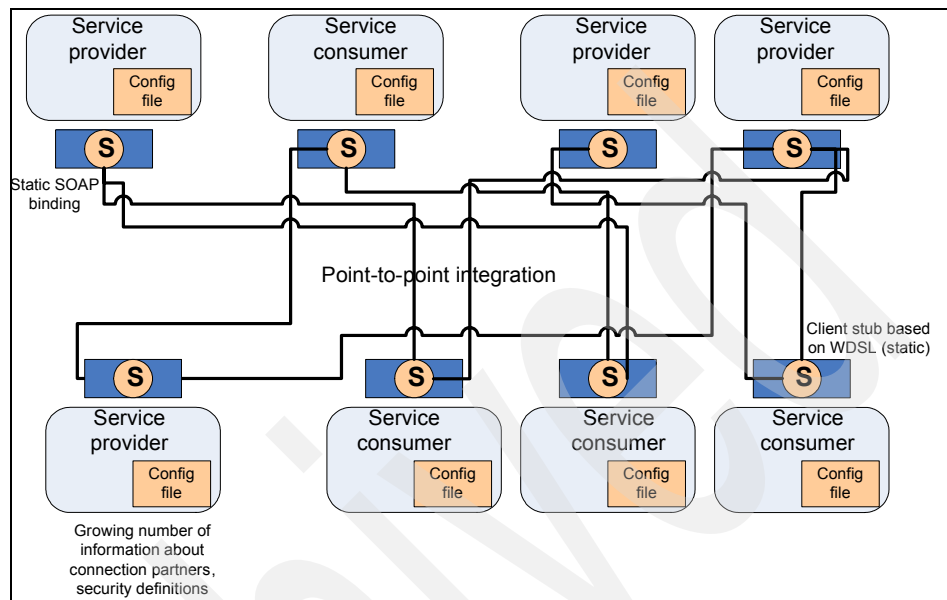 Service
provider
Config
file
Service
consumer
Config
file
Service
provider
Config
file
Service
provider
Config
file
S
S
S
S
Static SOAP
binding
Point-to-point integration
Client stub based
on WDSL (static)
S
S
S
S
Service
provider
Config
file
Service
consumer
Config
file
Service
consumer
Config
file
Service
consumer
Config
file
Growing number of
information about
connection partners,
security definitions